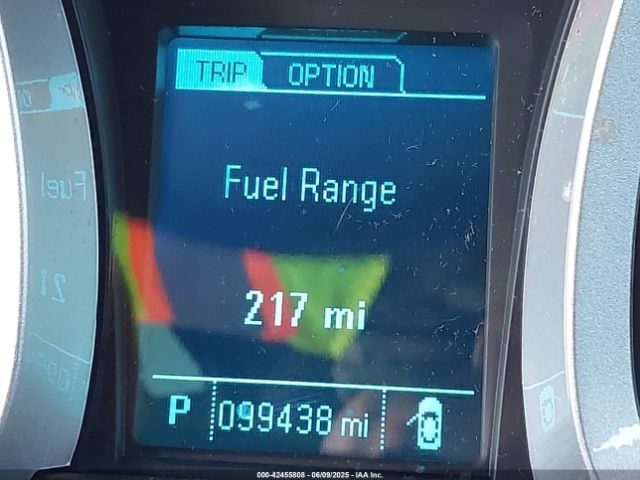 TRIP OPTION
Fuel Range
217 mi
P 099438 mi
000-42455808 | 06/09/2025 | IAA Inc.